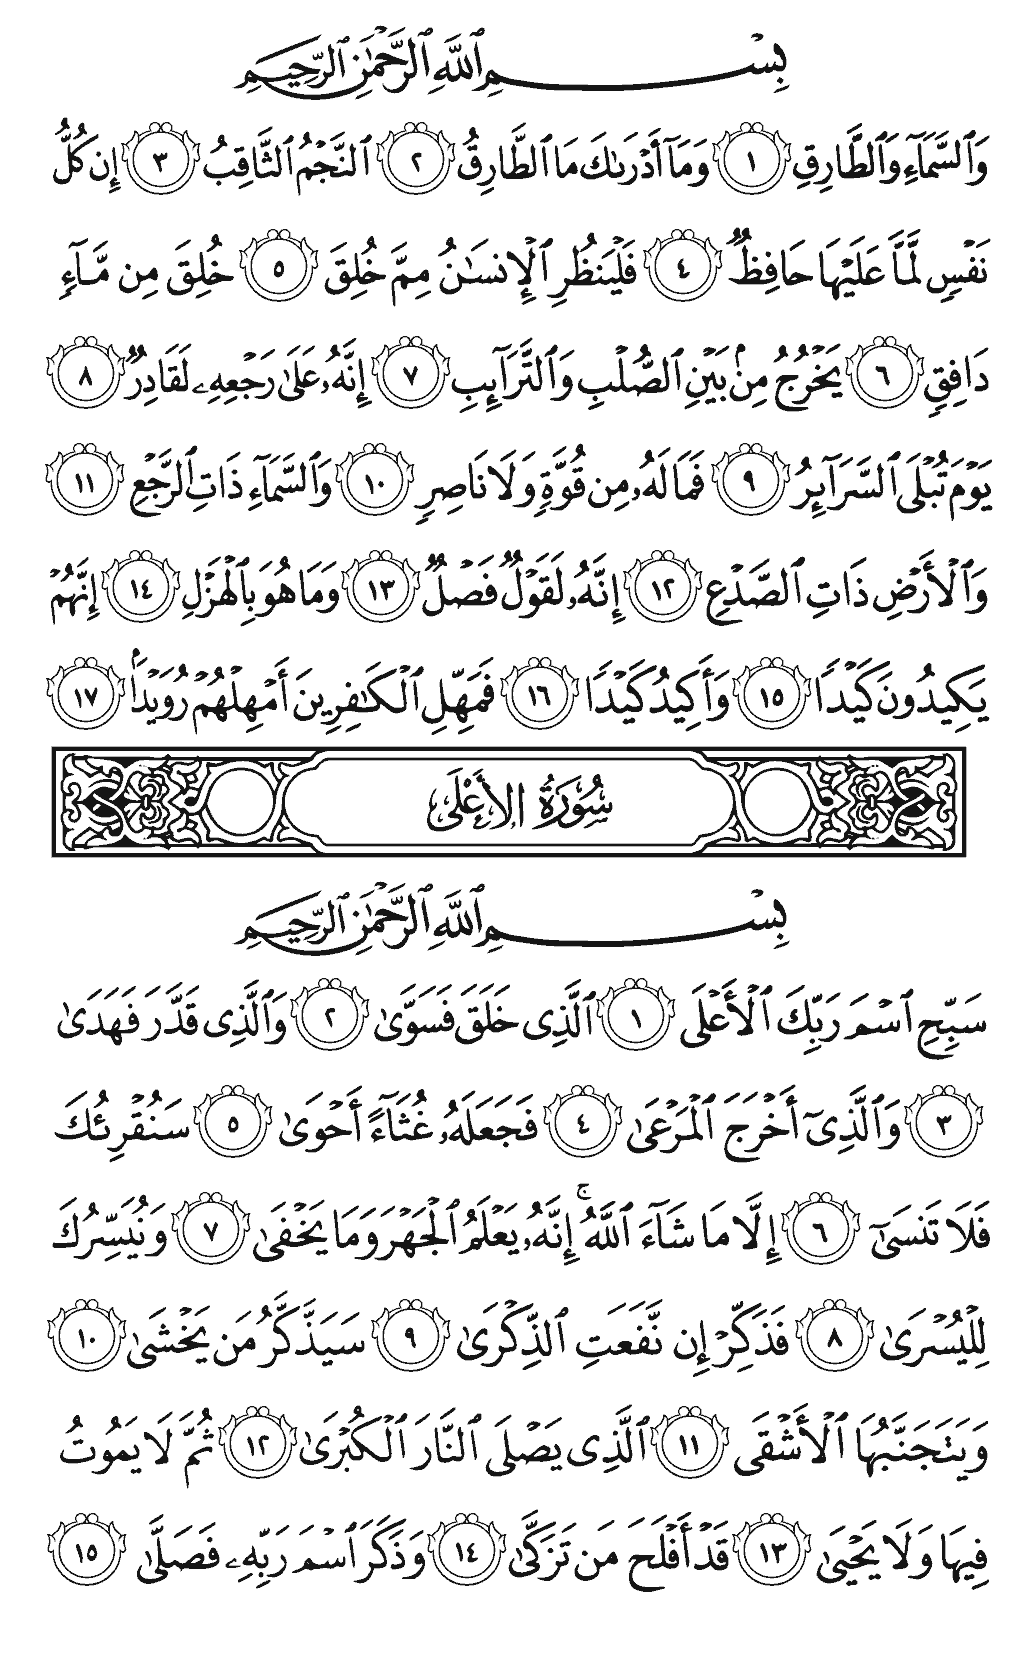 بِسْمِ ٱللَّهِ ٱلرَّحْمَٰنِ ٱلرَّحِيمِ
وَٱلسَّمَآءِ وَٱلطَّارِقِ ١ وَمَآ أَدْرَىٰكَ مَا ٱلطَّارِقُ ٢ ٱلنَّجْمُ ٱلثَّاقِبُ ٣ إِن كُلُّ
نَفْسٍ لَّمَّا عَلَيْهَا حَافِظٌ ٤ فَلْيَنظُرِ ٱلْإِنسَٰنُ مِمَّ خُلِقَ ٥ خُلِقَ مِن مَّآءٍ
دَافِقٍ ٦ يَخْرُجُ مِنۢ بَيْنِ ٱلصُّلْبِ وَٱلتَّرَآئِبِ ٧ إِنَّهُۥ عَلَىٰ رَجْعِهِۦ لَقَادِرٌ ٨
يَوْمَ تُبْلَى ٱلسَّرَآئِرُ ٩ فَمَا لَهُۥ مِن قُوَّةٍ وَلَا نَاصِرٍ ١٠ وَٱلسَّمَآءِ ذَاتِ ٱلرَّجْعِ ١١
وَٱلْأَرْضِ ذَاتِ ٱلصَّدْعِ ١٢ إِنَّهُۥ لَقَوْلٌ فَصْلٌ ١٣ وَمَا هُوَ بِٱلْهَزْلِ ١٤ إِنَّهُمْ
يَكِيدُونَ كَيْدًا ١٥ وَأَكِيدُ كَيْدًا ١٦ فَمَهِّلِ ٱلْكَٰفِرِينَ أَمْهِلْهُمْ رُوَيْدًۢا ١٧
سُورَةُ الأَعْلَى
بِسْمِ ٱللَّهِ ٱلرَّحْمَٰنِ ٱلرَّحِيمِ
سَبِّحِ ٱسْمَ رَبِّكَ ٱلْأَعْلَى ١ ٱلَّذِى خَلَقَ فَسَوَّىٰ ٢ وَٱلَّذِى قَدَّرَ فَهَدَىٰ
٣ وَٱلَّذِىٓ أَخْرَجَ ٱلْمَرْعَىٰ ٤ فَجَعَلَهُۥ غُثَآءً أَحْوَىٰ ٥ سَنُقْرِئُكَ
فَلَا تَنسَىٰٓ ٦ إِلَّا مَا شَآءَ ٱللَّهُ ۚ إِنَّهُۥ يَعْلَمُ ٱلْجَهْرَ وَمَا يَخْفَىٰ ٧ وَنُيَسِّرُكَ
لِلْيُسْرَىٰ ٨ فَذَكِّرْ إِن نَّفَعَتِ ٱلذِّكْرَىٰ ٩ سَيَذَّكَّرُ مَن يَخْشَىٰ ١٠
وَيَتَجَنَّبُهَا ٱلْأَشْقَى ١١ ٱلَّذِى يَصْلَى ٱلنَّارَ ٱلْكُبْرَىٰ ١٢ ثُمَّ لَا يَمُوتُ
فِيهَا وَلَا يَحْيَىٰ ١٣ قَدْ أَفْلَحَ مَن تَزَكَّىٰ ١٤ وَذَكَرَ ٱسْمَ رَبِّهِۦ فَصَلَّىٰ ١٥